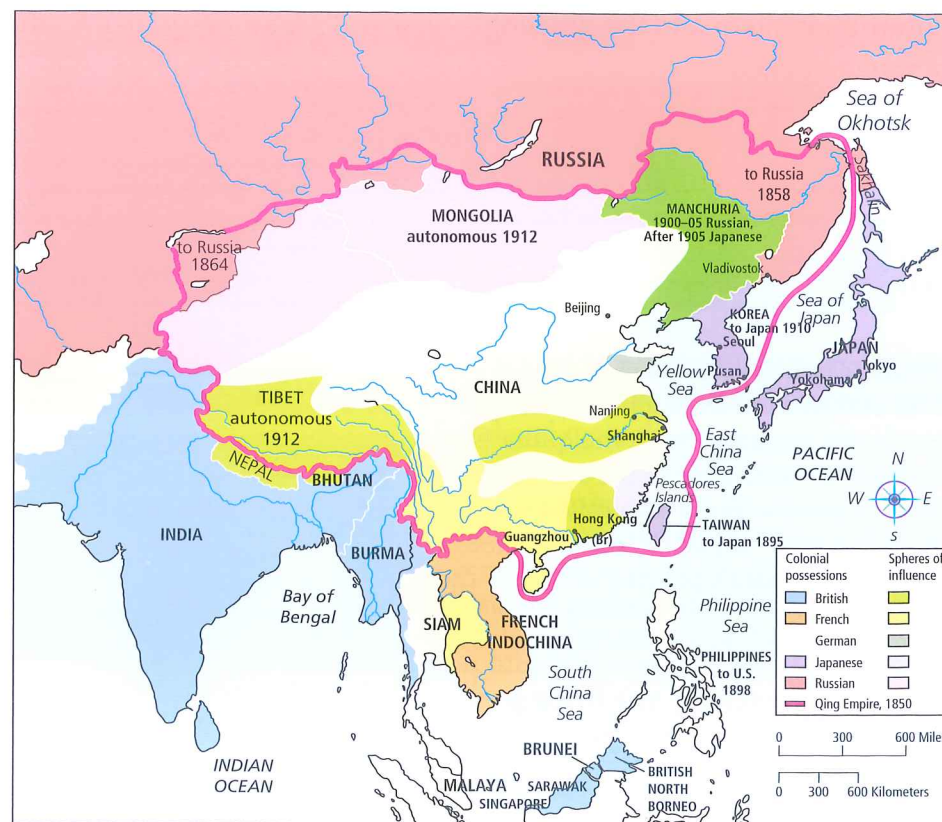 Sea of
Okhotsk
RUSSIA
to Russia
1858
Sakhalin
MONGOLIA
autonomous 1912
MANCHURIA
1900–05 Russian,
After 1905 Japanese
to Russia
1864
Vladivostok
Beijing
Sea of
Japan
KOREA
to Japan 1910
Seoul
JAPAN
Tokyo
Yokohama
Pusan
Yellow
Sea
CHINA
TIBET
autonomous
1912
Nanjing
Shanghai
East
China
Sea
PACIFIC
OCEAN
N
W
E
S
NEPAL
BHUTAN
Pescadores
Islands
INDIA
BURMA
Guangzhou
Hong Kong
(Br)
TAIWAN
to Japan 1895
Bay of
Bengal
SIAM
FRENCH
INDOCHINA
South
China
Sea
Philippine
Sea
PHILIPPINES
to U.S.
1898
Colonial
possessions
Spheres of
influence
British
French
German
Japanese
Russian
Qing Empire, 1850
0 300 600 Miles
0 300 600 Kilometers
INDIAN
OCEAN
BRUNEI
MALAYA
SARAWAK
SINGAPORE
BRITISH
NORTH
BORNEO